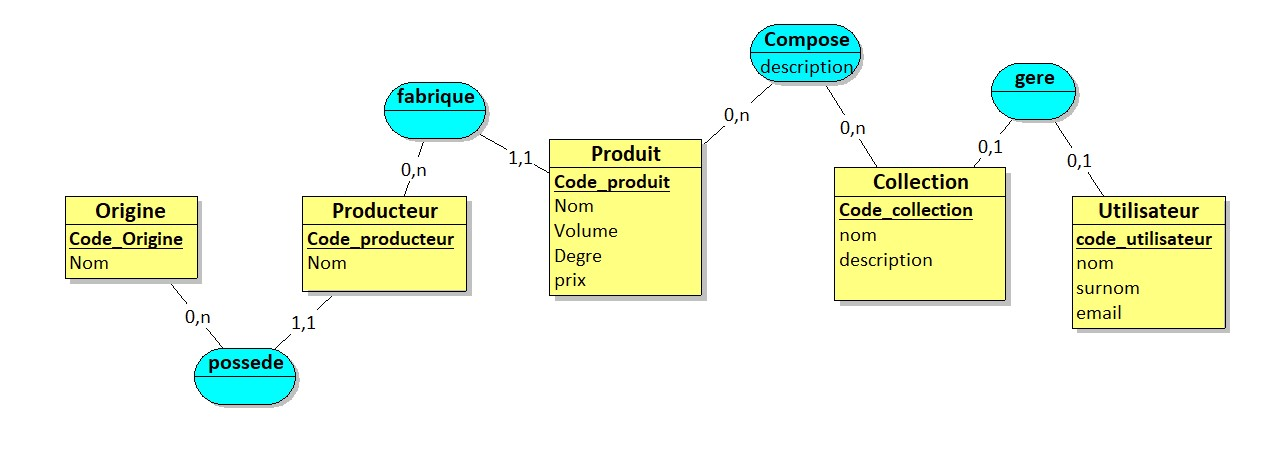 Compose
description
gere
fabrique
0,n
0,n
0,1
0,1
1,1
0,n
Produit
Code_produit
Nom
Volume
Degre
prix
Collection
Code_collection
nom
description
Origine
Code_Origine
Nom
Producteur
Code_producteur
Nom
Utilisateur
code_utilisateur
nom
surnom
email
0,n
1,1
possede